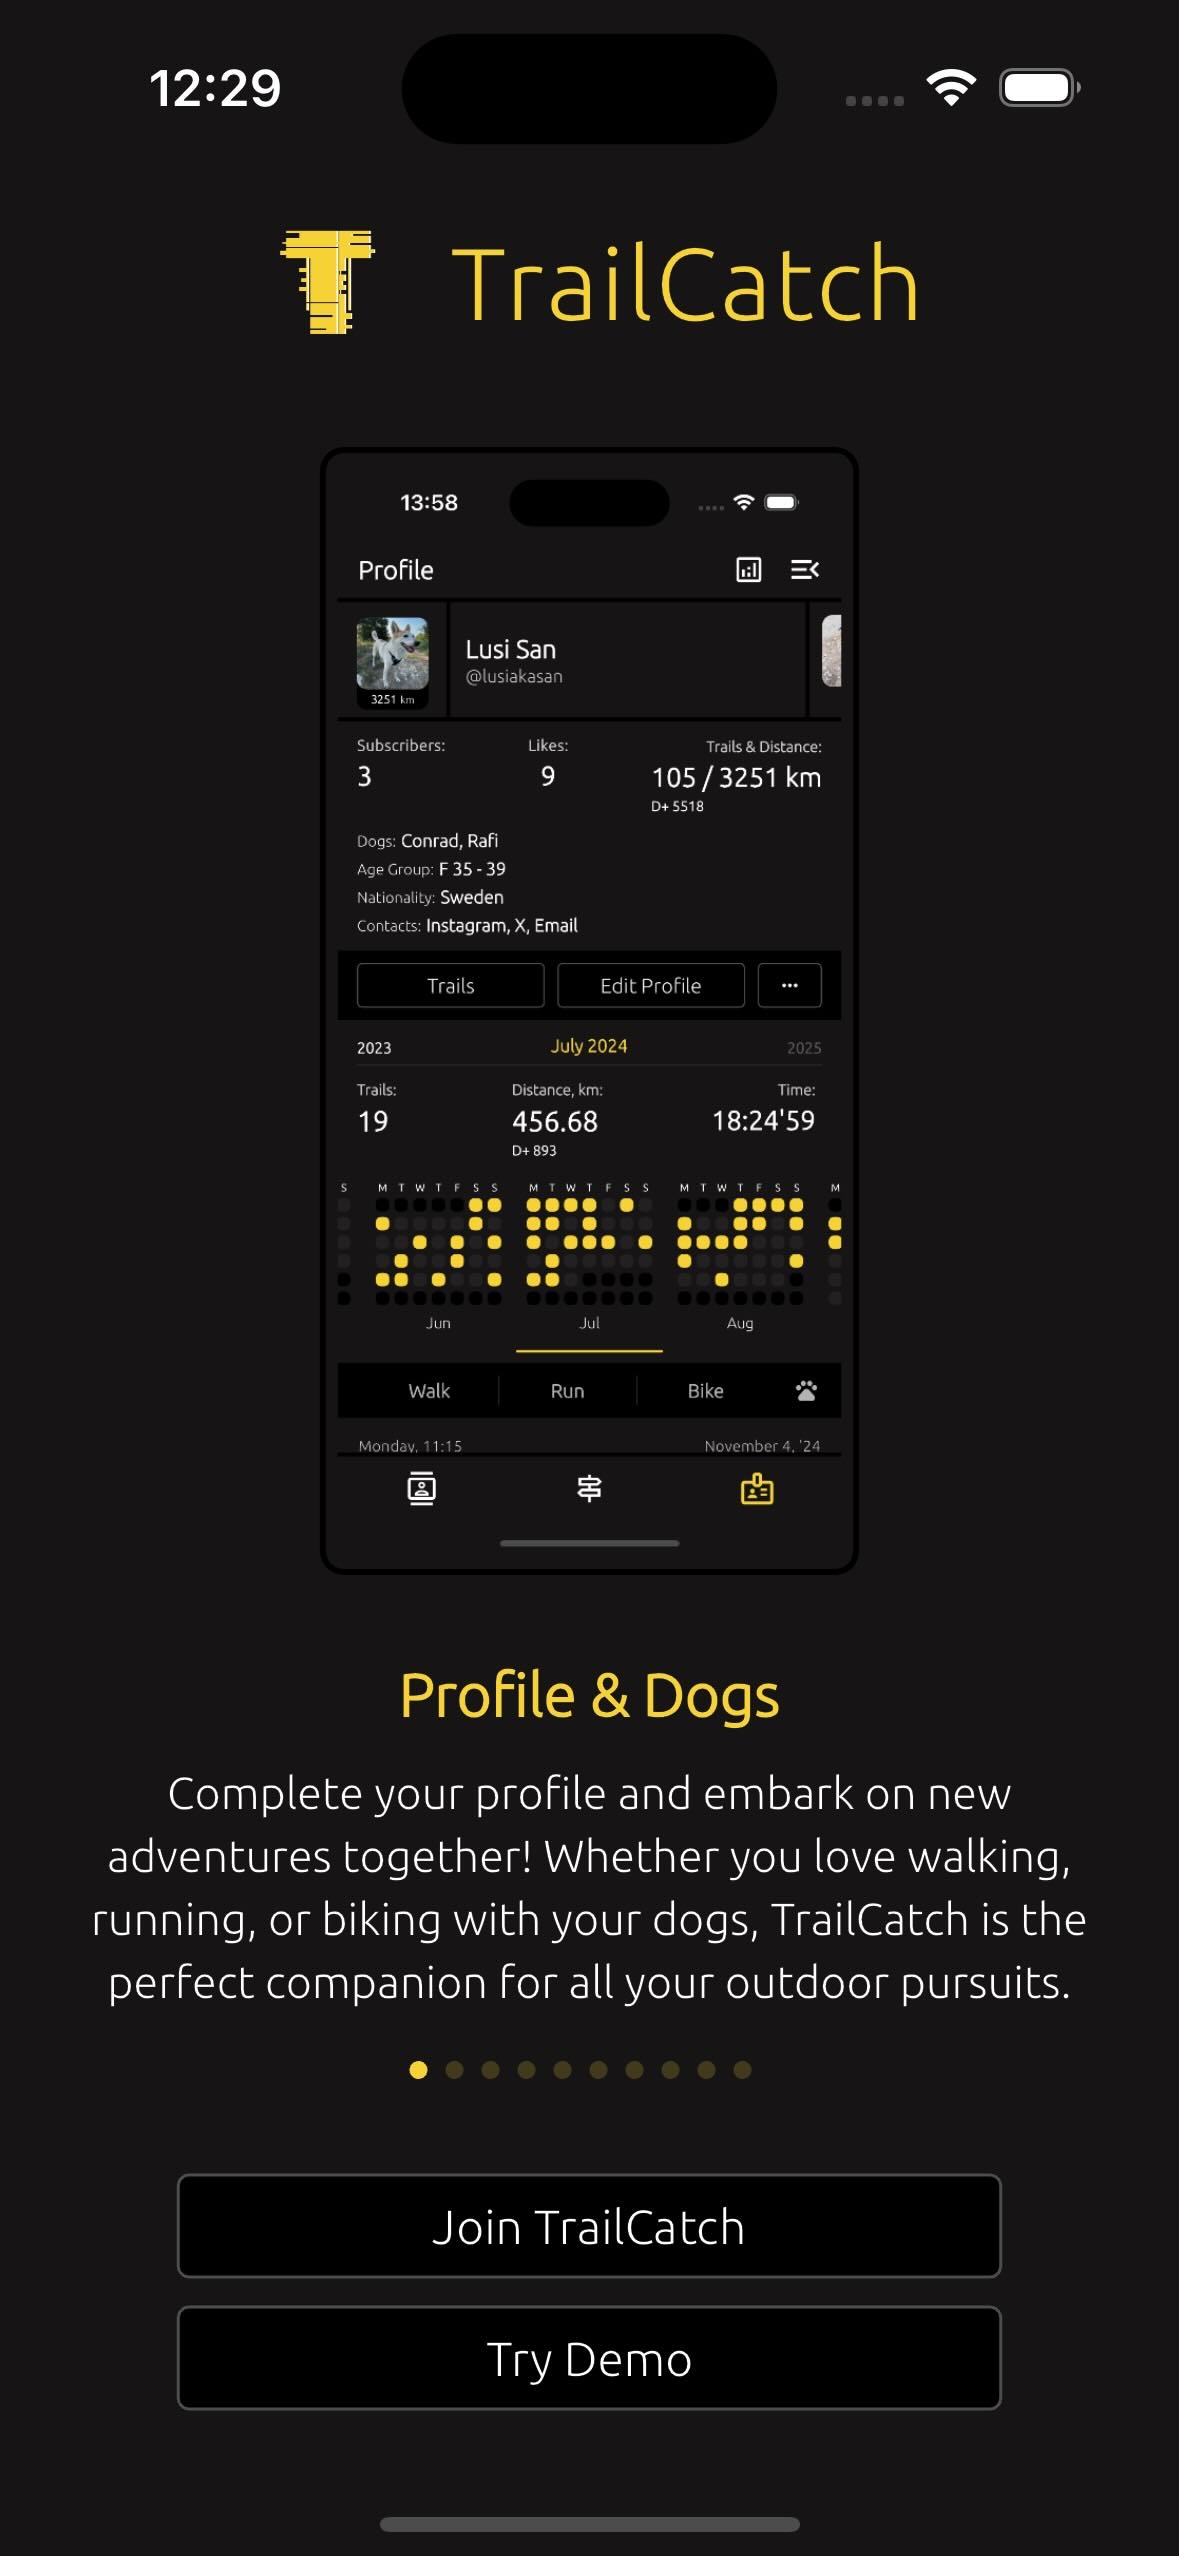 12:29
TrailCatch
13:58
Profile
Lusi San
@lusiakasan
3251 km
Subscribers: Likes: Trails & Distance:
3 9 105 / 3251 km
D+ 5518
Dogs: Conrad, Rafi
Age Group: F 35 - 39
Nationality: Sweden
Contacts: Instagram, X, Email
Trails Edit Profile ...
2023 July 2024 2025
Trails: Distance, km: Time:
19 456.68 18:24'59
D+ 893
S M T W T F S S M T W T F S S M T W T F S S M
Jun Jul Aug
Walk Run Bike
Monday, 11:15 November 4, '24
Profile & Dogs
Complete your profile and embark on new
adventures together! Whether you love walking,
running, or biking with your dogs, TrailCatch is the
perfect companion for all your outdoor pursuits.
Join TrailCatch
Try Demo